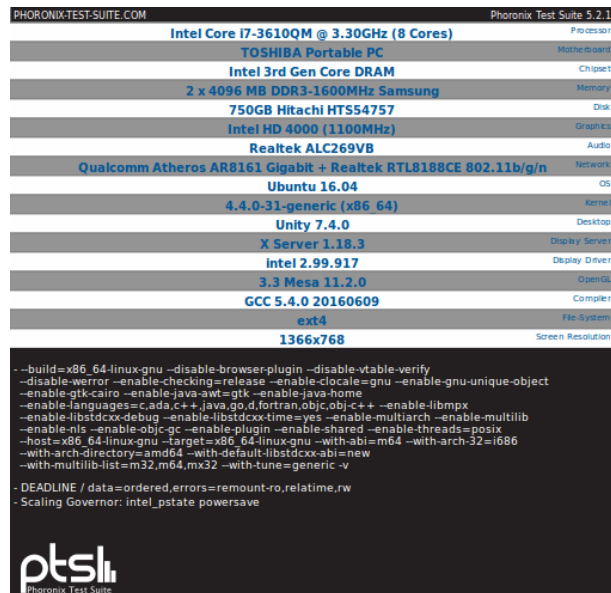 PHORONIX-TEST-SUITE.COM Phoronix Test Suite 5.2.1
Intel Core i7-3610QM @ 3.30GHz (8 Cores) Processor
TOSHIBA Portable PC Motherboard
Intel 3rd Gen Core DRAM Chipset
2 x 4096 MB DDR3-1600MHz Samsung Memory
750GB Hitachi HTS54757 Disk
Intel HD 4000 (1100MHz) Graphics
Realtek ALC269VB Audio
Qualcomm Atheros AR8161 Gigabit + Realtek RTL8188CE 802.11b/g/n Network
Ubuntu 16.04 OS
4.4.0-31-generic (x86_64) Kernel
Unity 7.4.0 Desktop
X Server 1.18.3 Display Server
intel 2.99.917 Display Driver
3.3 Mesa 11.2.0 OpenGL
GCC 5.4.0 20160609 Compiler
ext4 File-System
1366x768 Screen Resolution
- --build=x86_64-linux-gnu --disable-browser-plugin --disable-vtable-verify
--disable-werror --enable-checking=release --enable-clocale=gnu --enable-gnu-unique-object
--enable-gtk-cairo --enable-java-awt=gtk --enable-java-home
--enable-languages=c,ada,c++,java,go,d,fortran,objc,obj-c++ --enable-libmpx
--enable-libstdcxx-debug --enable-libstdcxx-time=yes --enable-multiarch --enable-multilib
--enable-nls --enable-objc-gc --enable-plugin --enable-shared --enable-threads=posix
--host=x86_64-linux-gnu --target=x86_64-linux-gnu --with-abi=m64 --with-arch-32=i686
--with-arch-directory=amd64 --with-default-libstdcxx-abi=new
--with-multilib-list=m32,m64,mx32 --with-tune=generic -v
- DEADLINE / data=ordered,errors=remount-ro,relatime,rw
- Scaling Governor: intel_pstate powersave
pts
Phoronix Test Suite